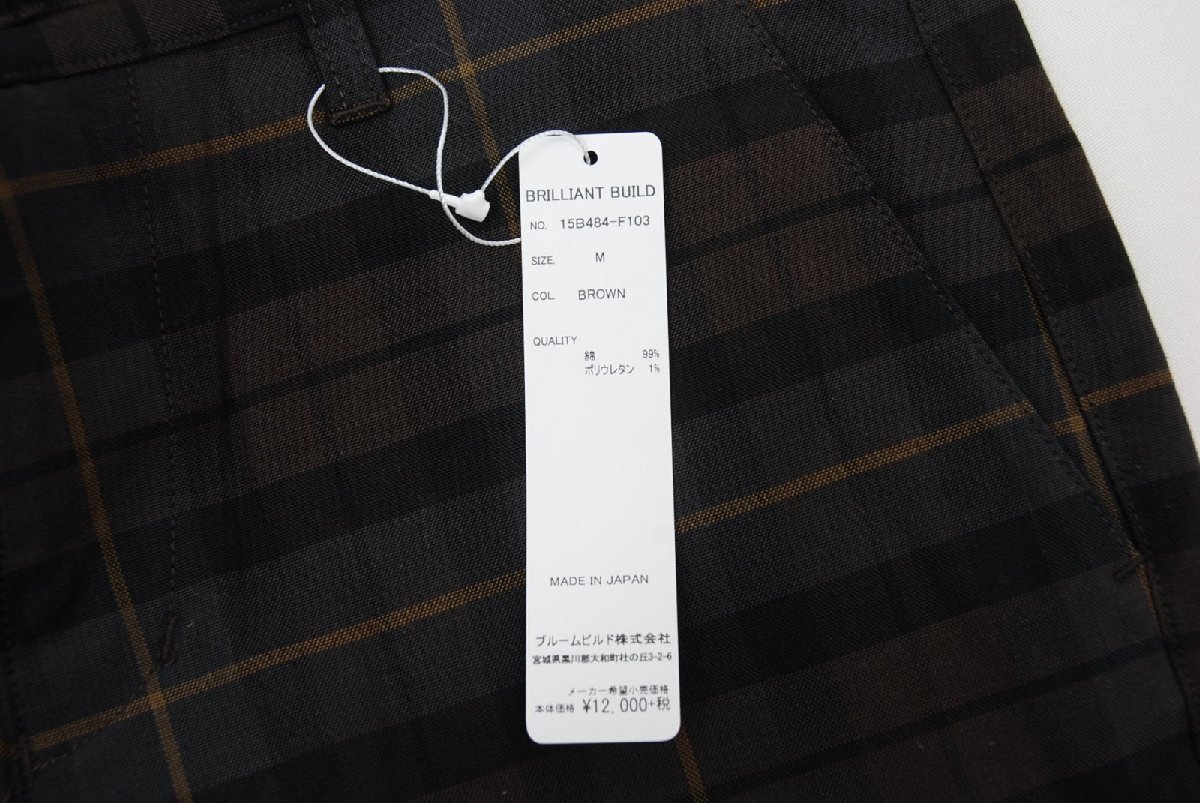 BRILLIANT BUILD
NO. 15B484-F103
SIZE. M
COL. BROWN
QUALITY
綿 99%
ポリウレタン 1%
MADE IN JAPAN
ブルームビルド株式会社
宮城県黒川郡大和町杜の丘3-2-6
メーカー希望小売価格
本体価格 ¥12,000+税